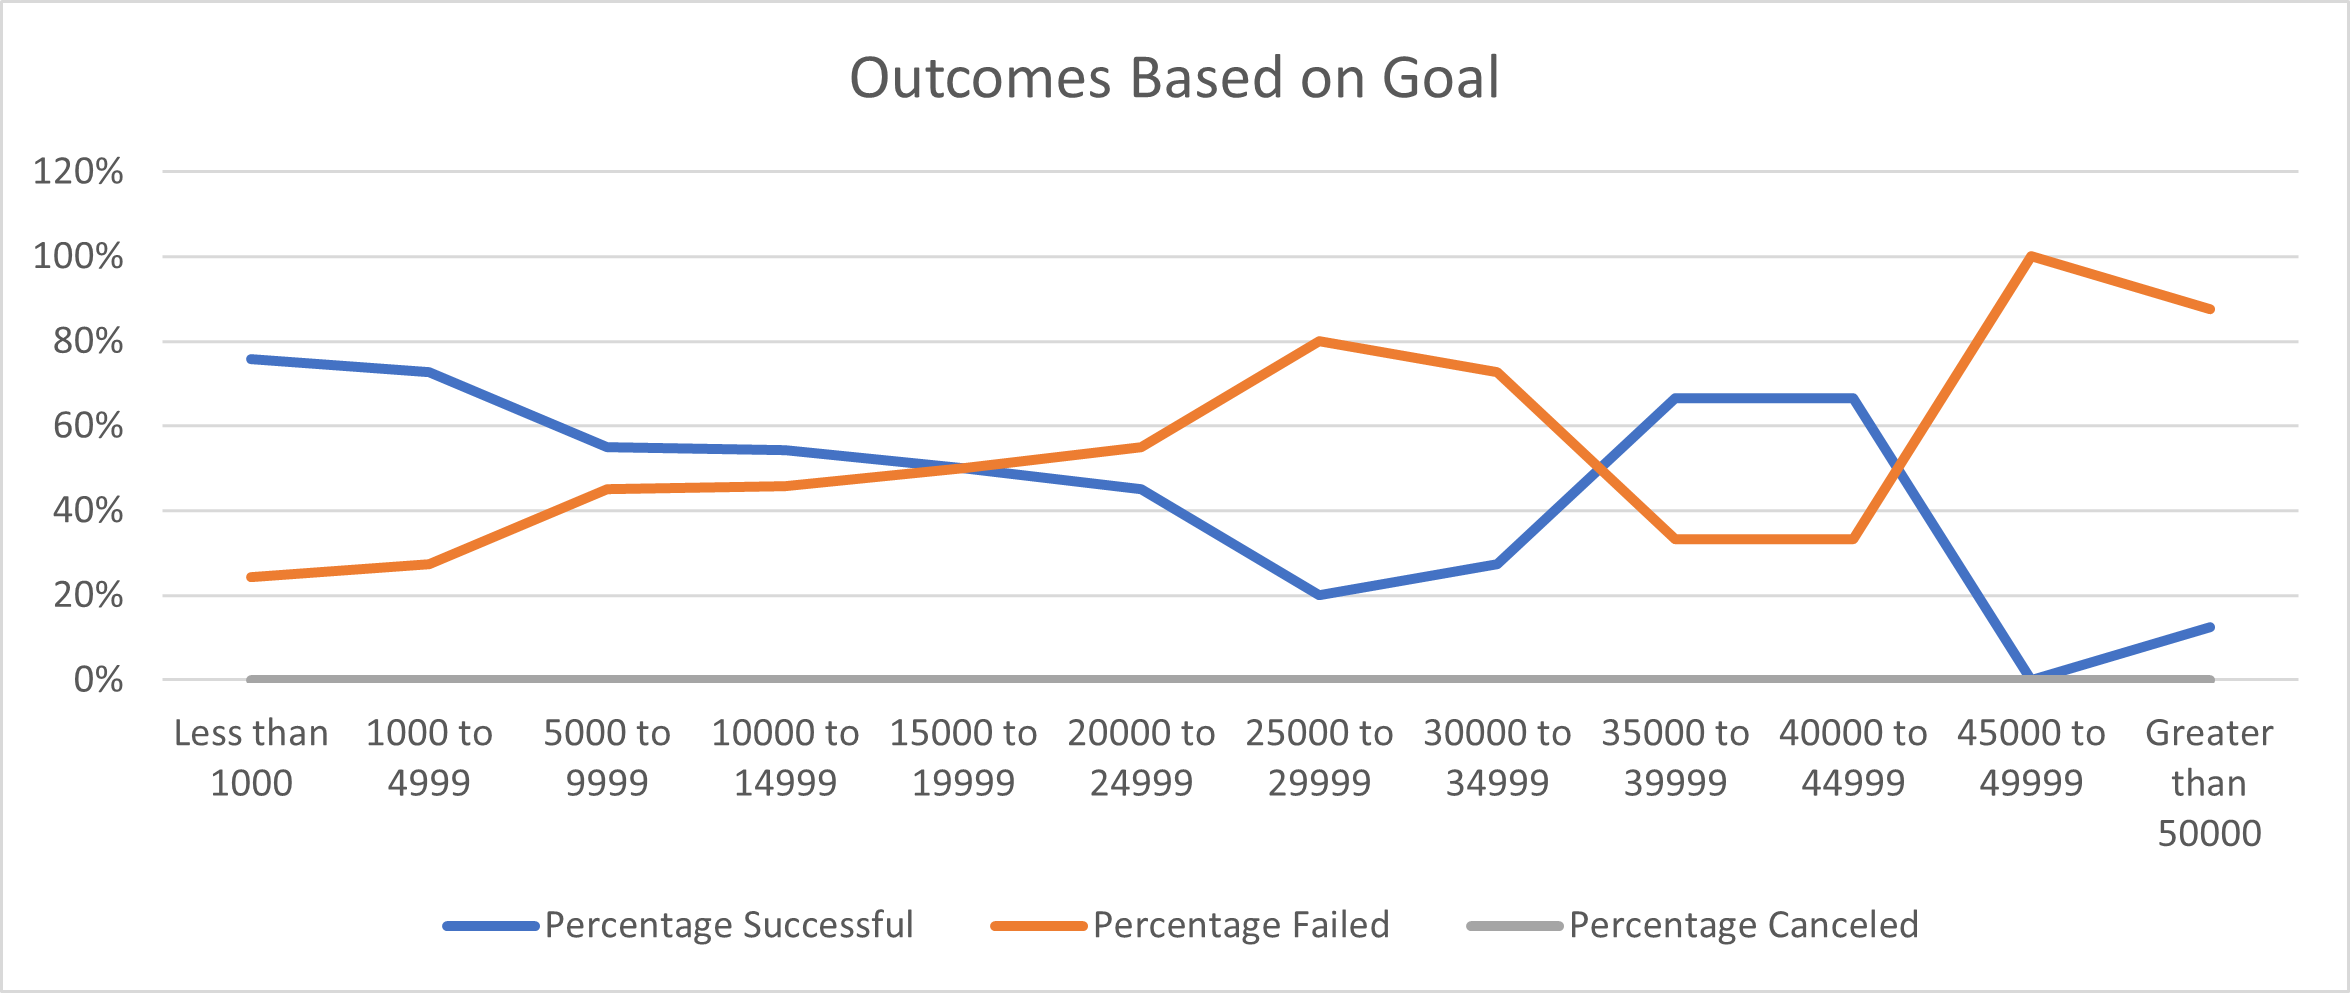 Outcomes Based on Goal
120%
100%
80%
60%
40%
20%
0%
Less than 1000
1000 to 4999
5000 to 9999
10000 to 14999
15000 to 19999
20000 to 24999
25000 to 29999
30000 to 34999
35000 to 39999
40000 to 44999
45000 to 49999
Greater than 50000
Percentage Successful
Percentage Failed
Percentage Canceled